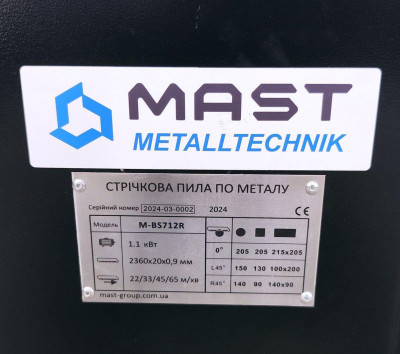 MAST
METALLTECHNIK
СТРІЧКОВА ПИЛА ПО МЕТАЛУ
Серійний номер 2024-03-0002 2024 CE
Модель M-BS712R
1.1 кВт 0° 205 205 215x205
2360x20x0,9 мм L45° 150 130 100x200
22/33/45/65 м/хв R45° 140 90 140x90
mast-group.com.ua